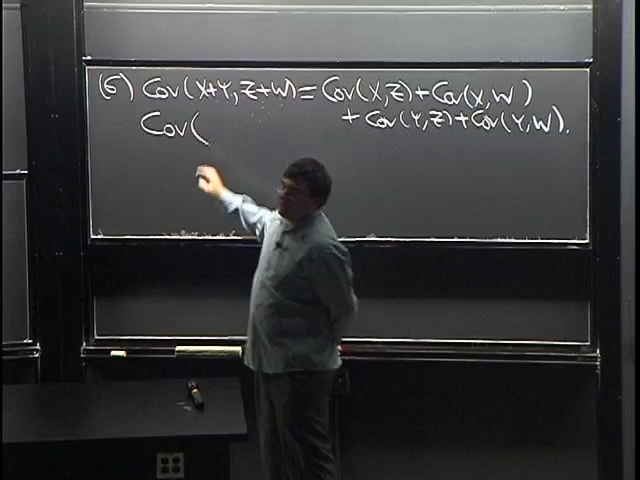 (6) Cov(X+Y, Z+W) = Cov(X,Z) + Cov(X,W)
+ Cov(Y,Z) + Cov(Y,W).
Cov(